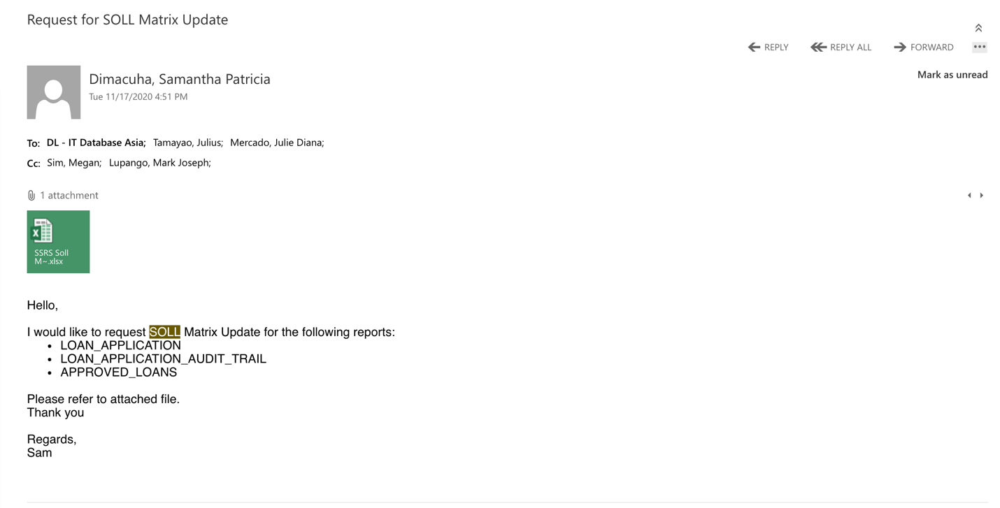 Request for SOLL Matrix Update
REPLY REPLY ALL FORWARD
Dimacuha, Samantha Patricia
Mark as unread
Tue 11/17/2020 4:51 PM
To: DL - IT Database Asia; Tamayao, Julius; Mercado, Julie Diana;
Cc: Sim, Megan; Lupango, Mark Joseph;
1 attachment
SSRS Soll
M~.xlsx
Hello,
I would like to request SOLL Matrix Update for the following reports:
• LOAN_APPLICATION
• LOAN_APPLICATION_AUDIT_TRAIL
• APPROVED_LOANS
Please refer to attached file.
Thank you
Regards,
Sam